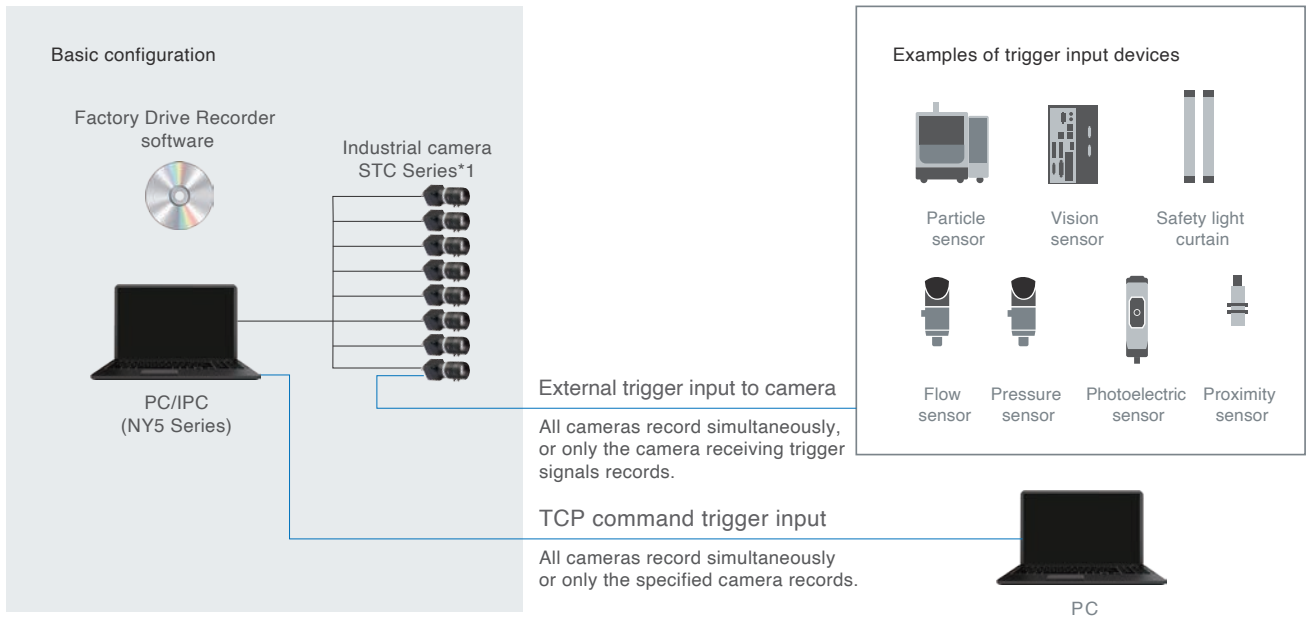 Basic configuration
Factory Drive Recorder
software
Industrial camera
STC Series*1
PC/IPC
(NY5 Series)
External trigger input to camera
All cameras record simultaneously,
or only the camera receiving trigger
signals records.
TCP command trigger input
All cameras record simultaneously
or only the specified camera records.
Examples of trigger input devices
Particle
sensor
Vision
sensor
Safety light
curtain
Flow
sensor
Pressure
sensor
Photoelectric
sensor
Proximity
sensor
PC